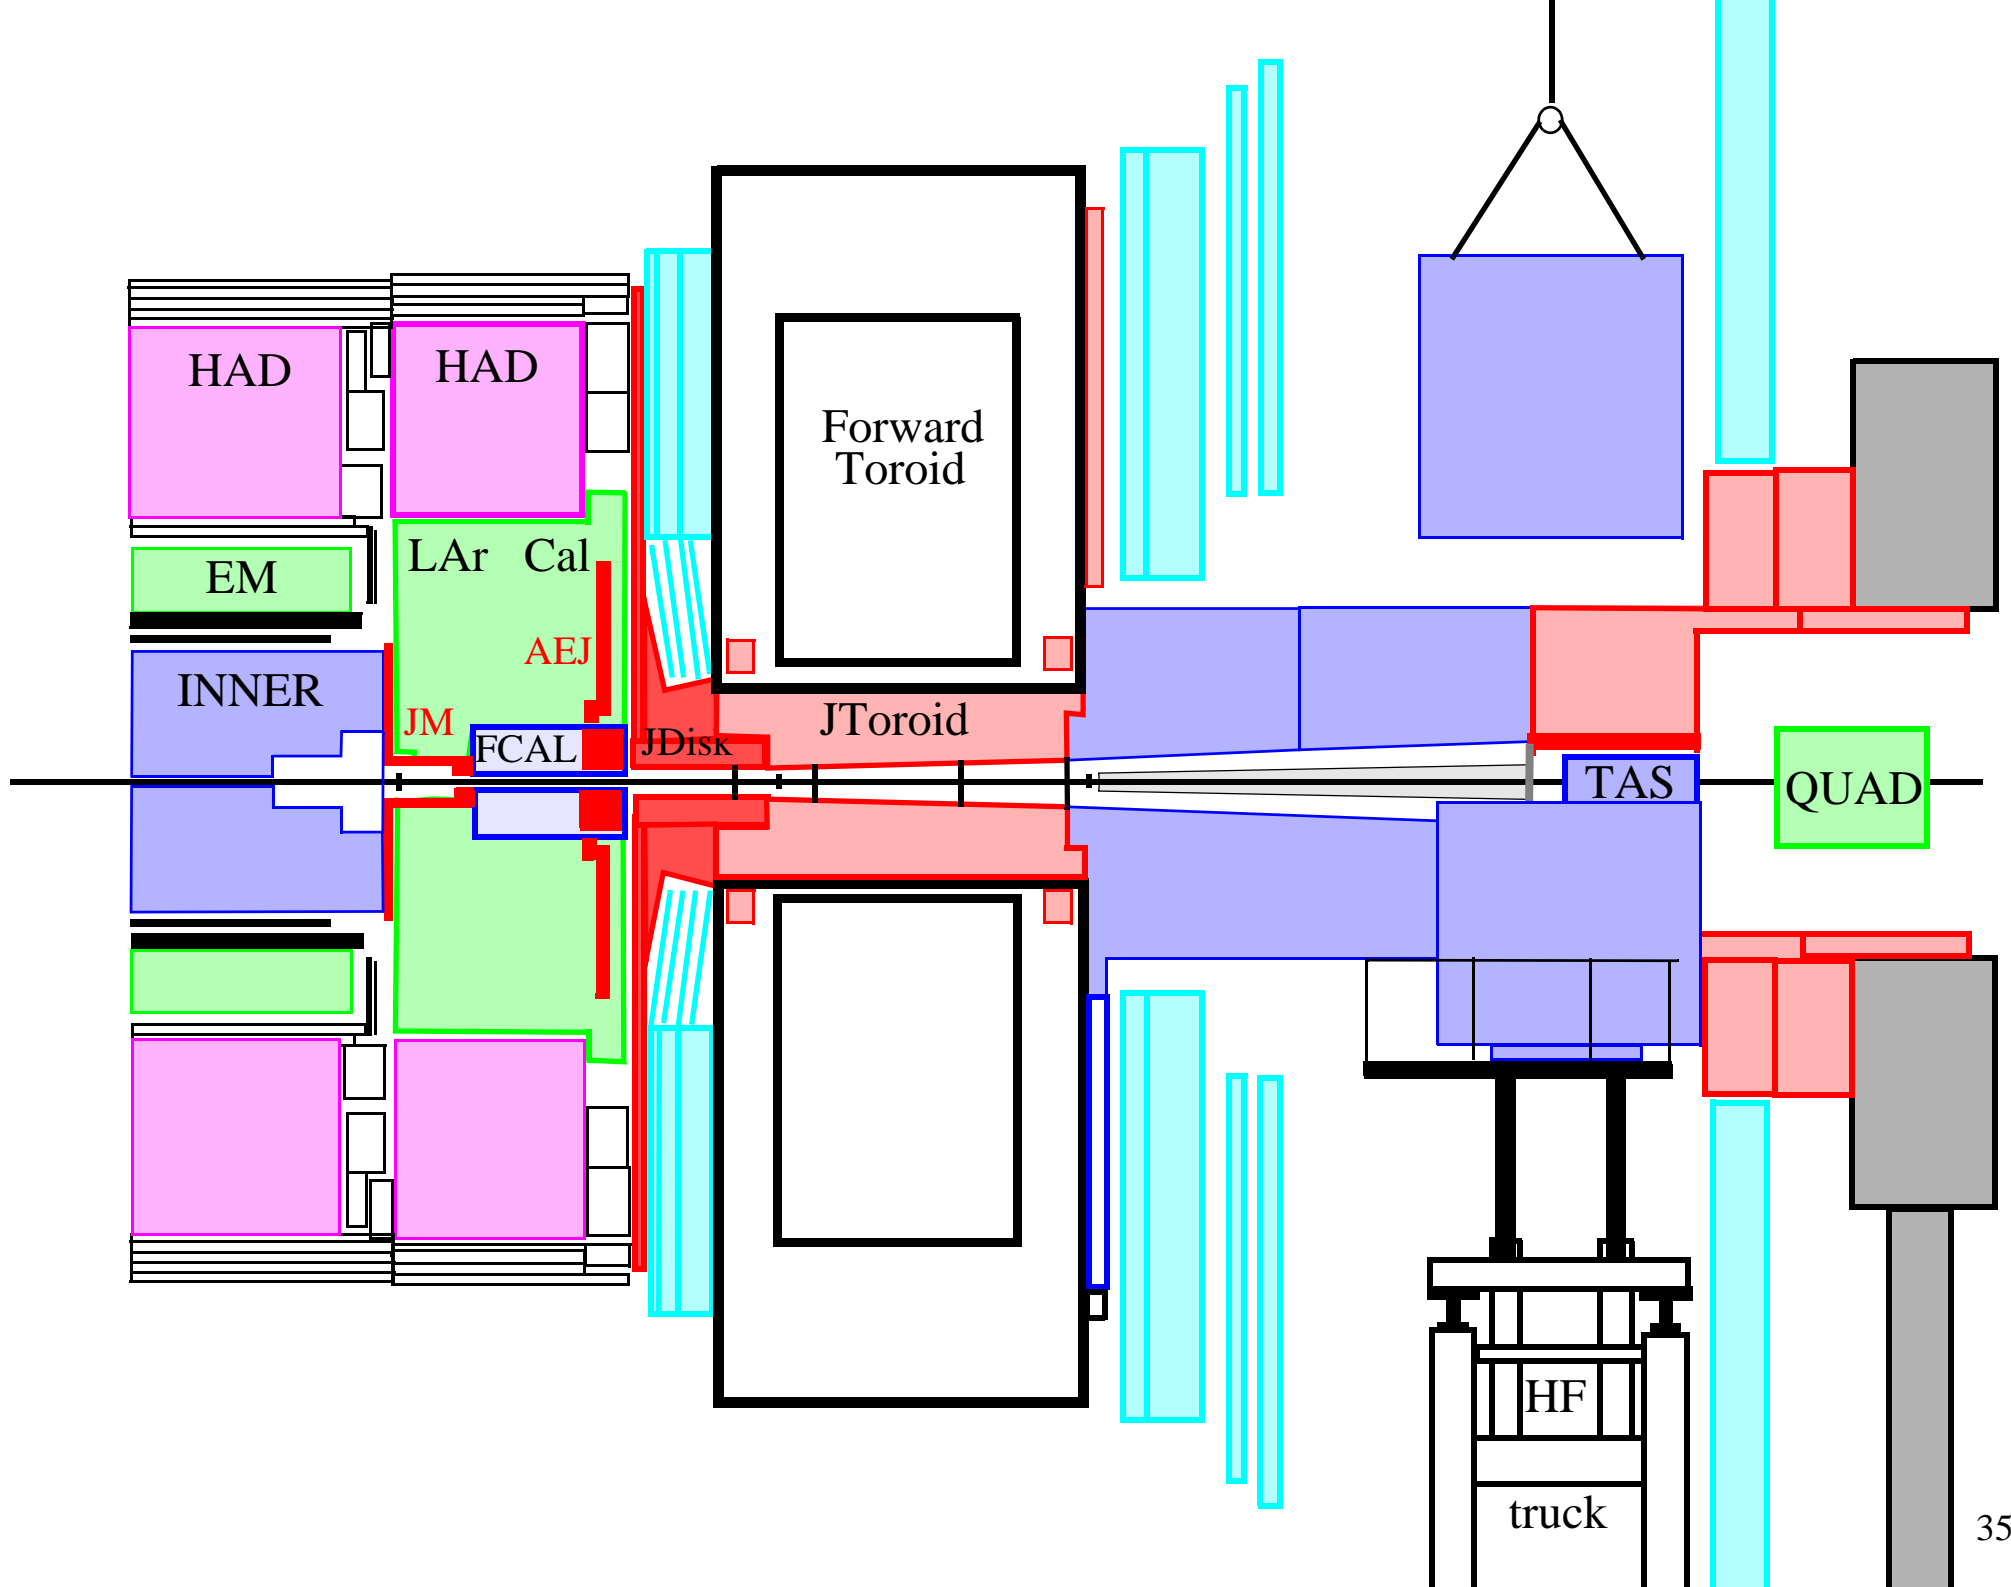 HAD
HAD
Forward
Toroid
LAr Cal
EM
AEJ
INNER
JM
JToroid
FCAL
JDisk
TAS
QUAD
HF
truck
35